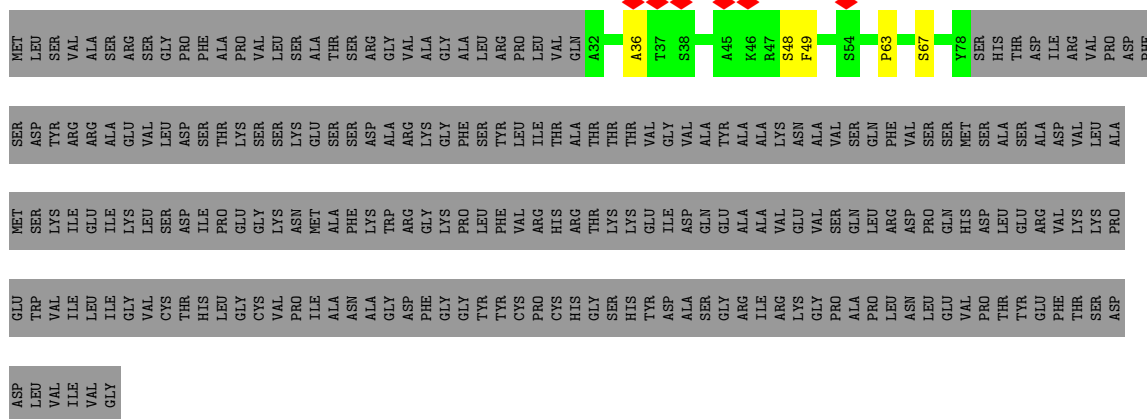 MET LEU SER VAL ALA SER ARG SER GLY PRO PHE ALA PRO VAL LEU SER ALA THR SER ARG GLY VAL ALA GLY ALA LEU ARG PRO LEU VAL GLN A32 A36 T37 S38 A45 K46 R47 S48 F49 S54 P63 S67 Y78 SER HIS THR ASP ILE ARG VAL PRO ASP
SER ASP TYR ARG ARG ALA GLU VAL LEU ASP SER THR LYS SER SER LYS GLU SER SER ASP ALA ARG LYS GLY PHE SER TYR LEU ILE THR ALA THR THR THR VAL GLY VAL ALA TYR ALA ALA LYS ASN ALA VAL SER GLN PHE VAL SER SER MET SER ALA SER ALA ASP VAL LEU ALA
MET SER LYS ILE GLU ILE LYS LEU SER ASP ILE PRO GLU GLY LYS ASN MET ALA PHE LYS TRP ARG GLY LYS PRO LEU PHE VAL ARG HIS ARG THR LYS LYS GLU ILE ASP GLN GLU ALA ALA VAL GLU VAL SER GLN LEU ARG ASP PRO GLN HIS ASP LEU GLU ARG VAL LYS LYS PRO
GLU TRP VAL ILE LEU ILE GLY VAL CYS THR HIS LEU GLY CYS VAL PRO ILE ALA ASN ALA GLY ASP PHE GLY GLY TYR TYR CYS PRO CYS HIS GLY SER HIS TYR ASP ALA SER GLY ARG ILE ARG LYS GLY PRO ALA PRO LEU ASN LEU GLU VAL PRO THR TYR GLU PHE THR SER ASP
ASP LEU VAL ILE VAL GLY